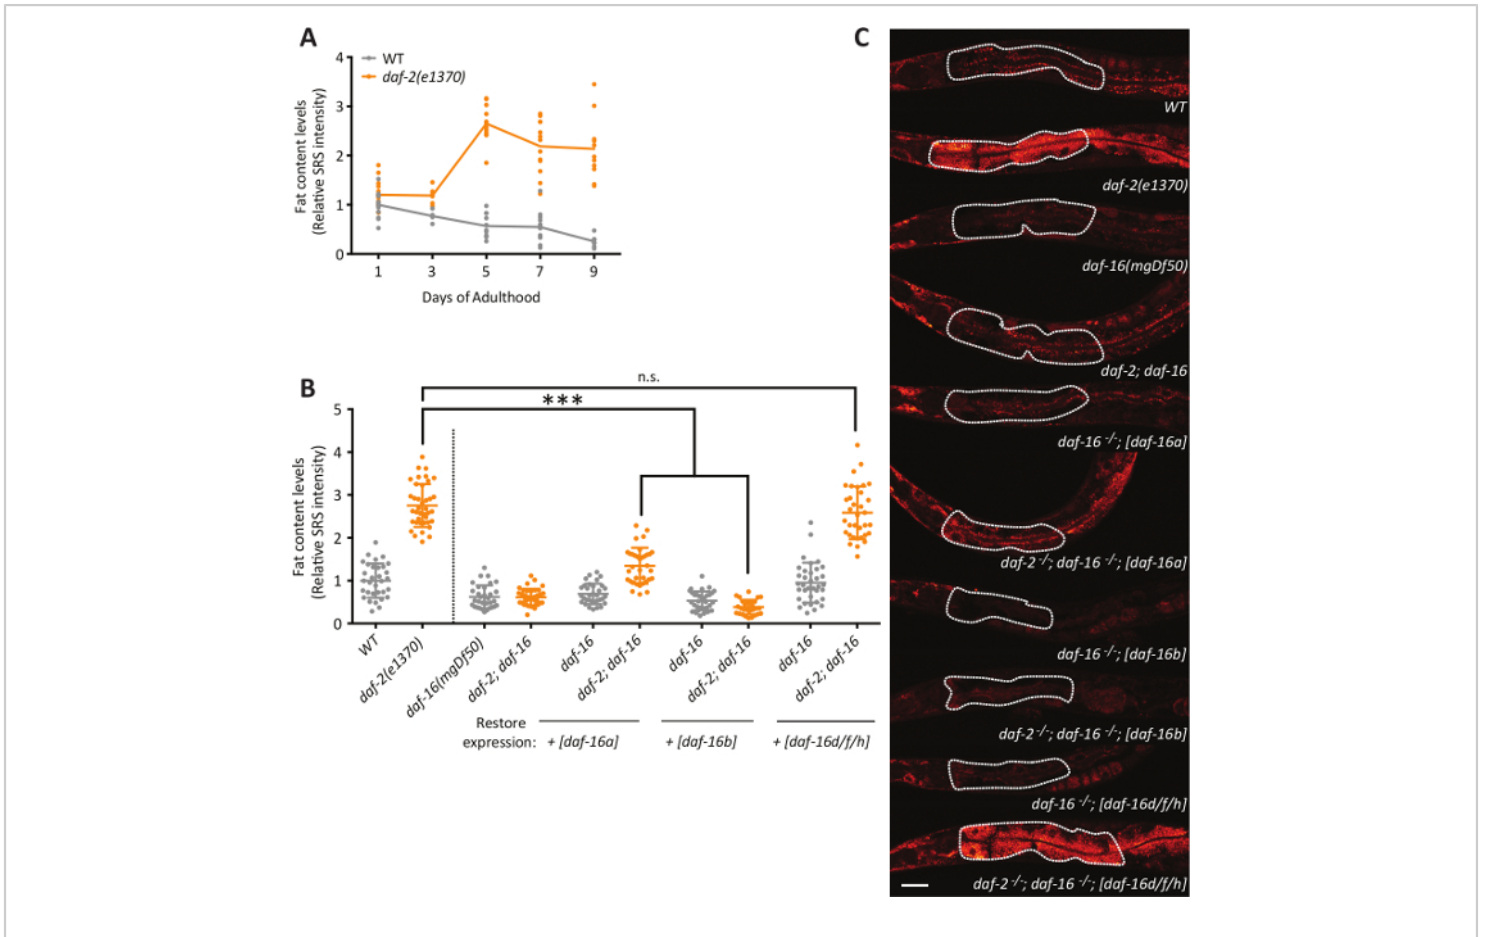 A
4
3
2
1
0
WT
daf-2(e1370)
Fat content levels
(Relative SRS intensity)
1 3 5 7 9
Days of Adulthood
B
n.s.
***
5
4
3
2
1
0
Fat content levels
(Relative SRS intensity)
WT
daf-2(e1370)
daf-16(mgDf50)
daf-2; daf-16
daf-16
daf-2; daf-16
daf-16
daf-2; daf-16
daf-16
daf-2; daf-16
Restore
expression: + [daf-16a] + [daf-16b] + [daf-16d/f/h]
C
WT
daf-2(e1370)
daf-16(mgDf50)
daf-2; daf-16
daf-16 -/-; [daf-16a]
daf-2 -/-; daf-16 -/-; [daf-16a]
daf-16 -/-; [daf-16b]
daf-2 -/-; daf-16 -/-; [daf-16b]
daf-16 -/-; [daf-16d/f/h]
daf-2 -/-; daf-16 -/-; [daf-16d/f/h]